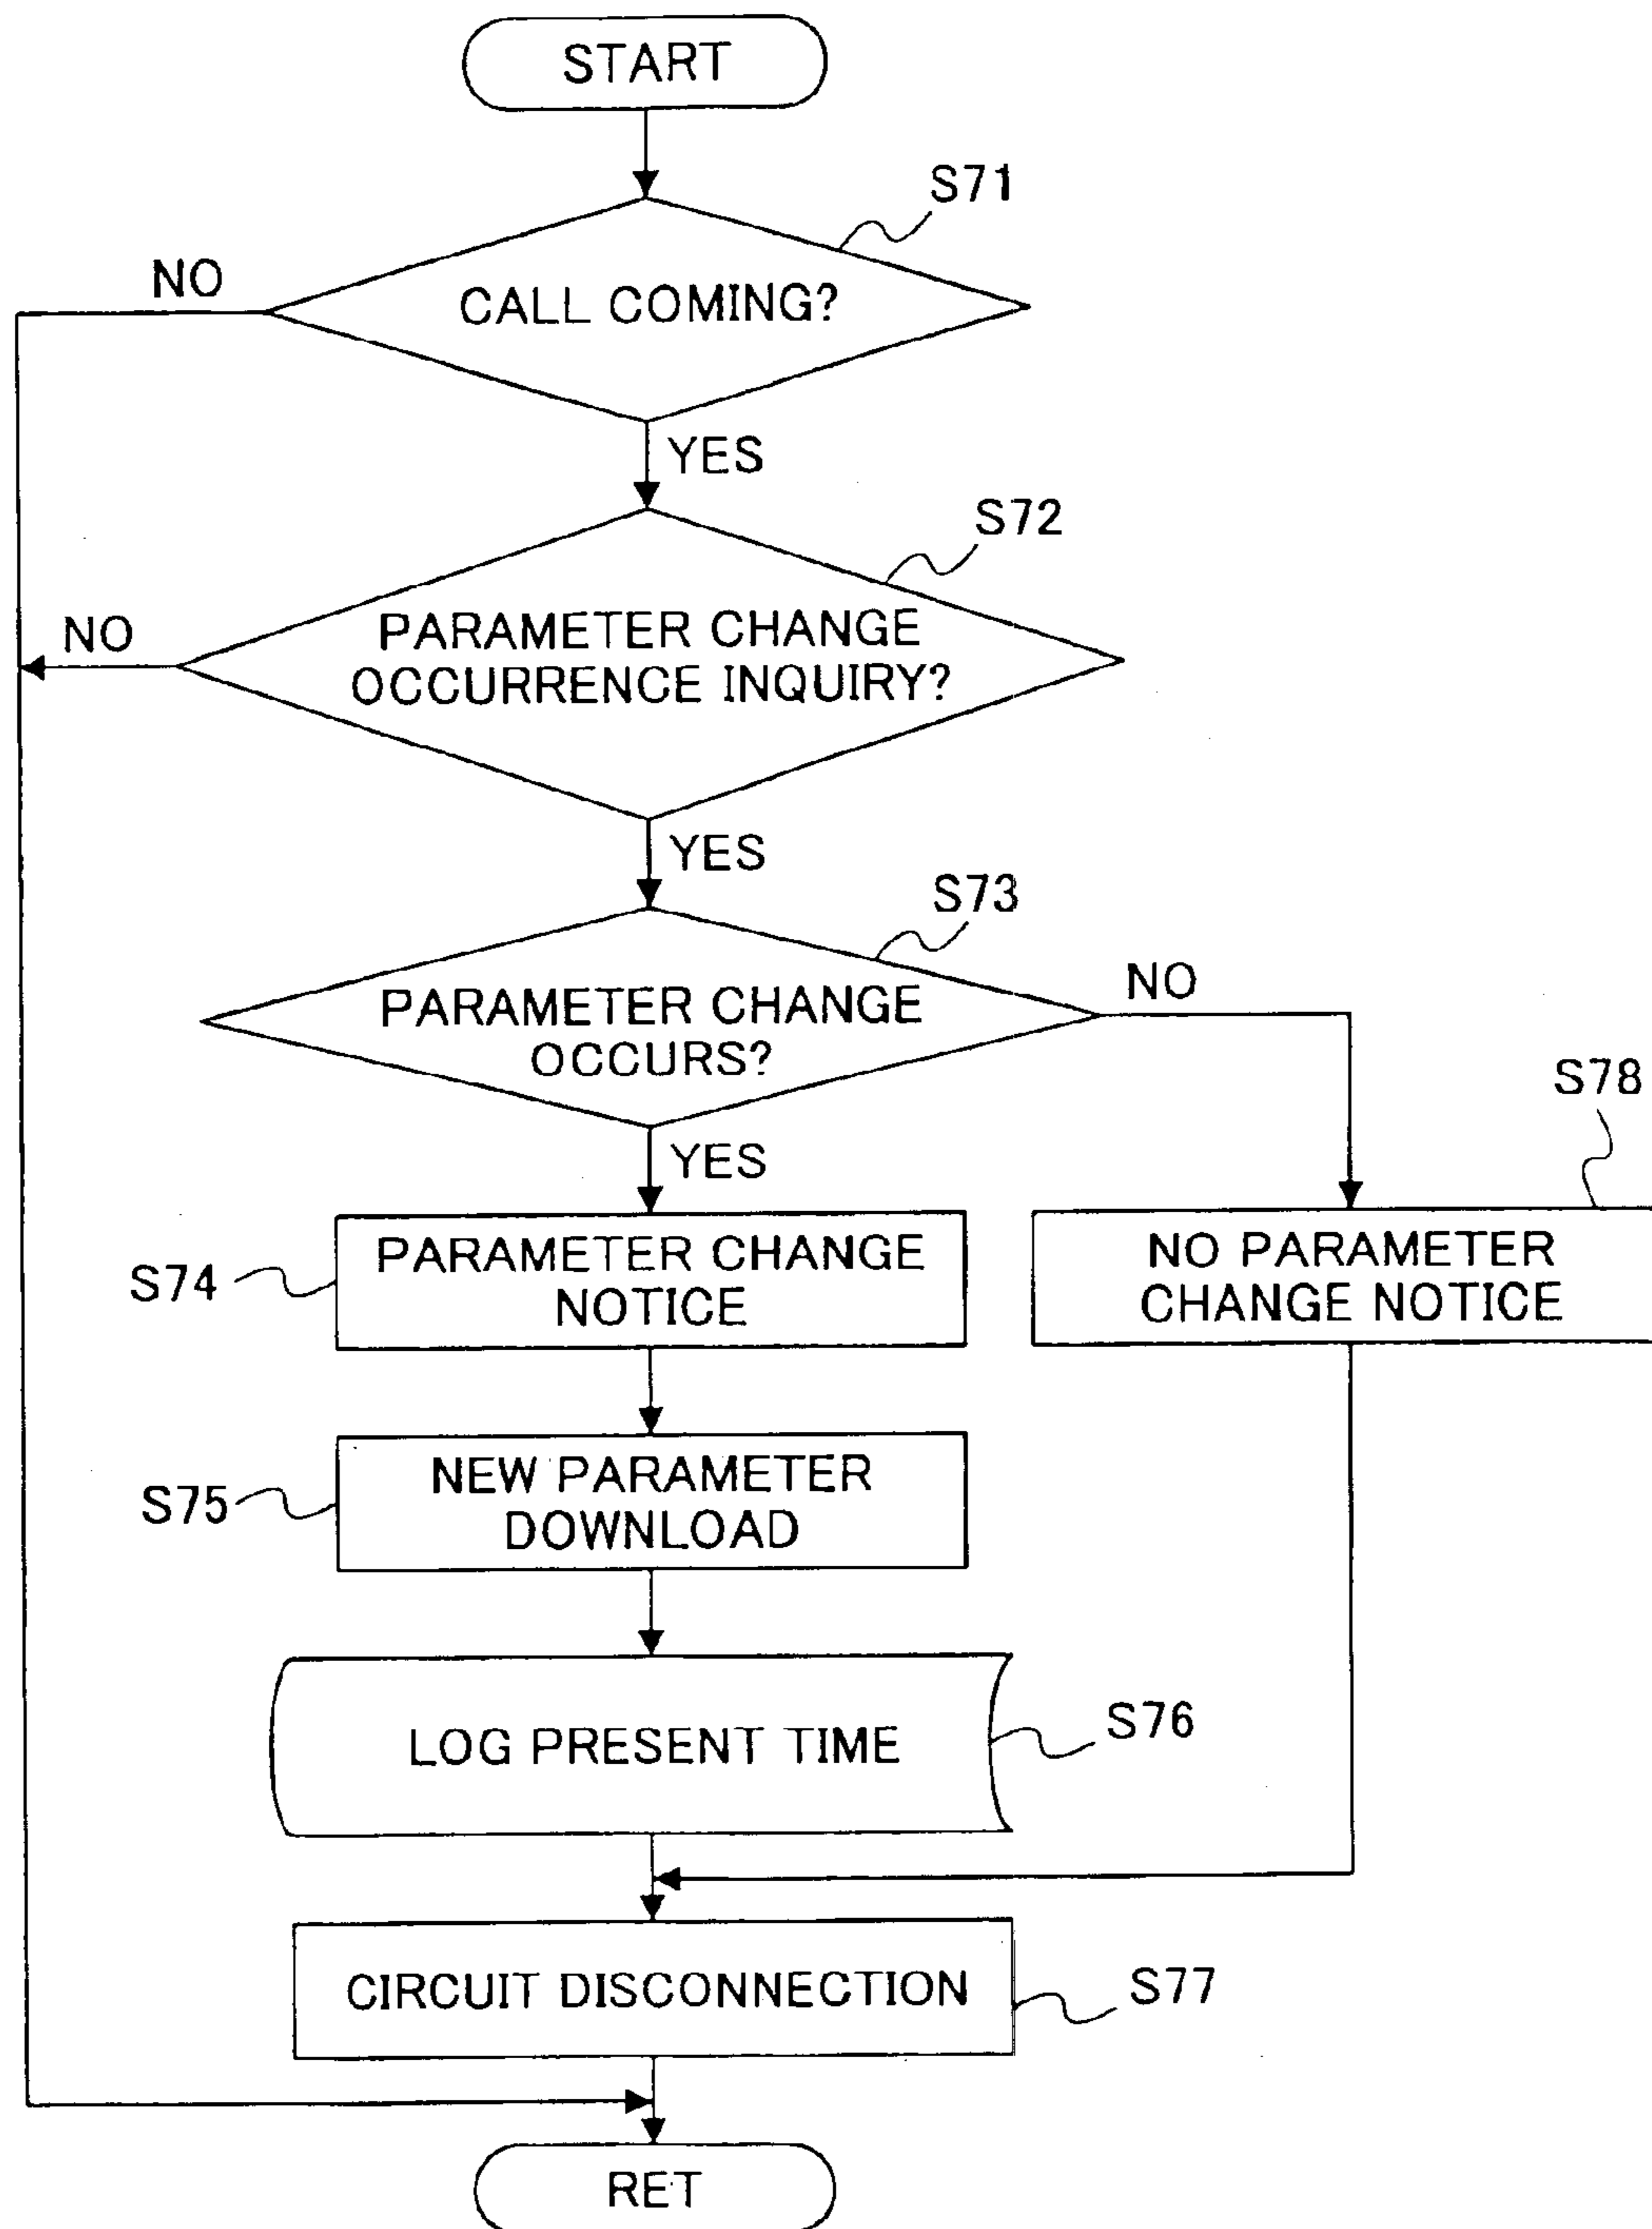 START
S71
NO
CALL COMING?
YES
S72
NO
PARAMETER CHANGE
OCCURRENCE INQUIRY?
YES
S73
NO
PARAMETER CHANGE
OCCURS?
S78
YES
S74
PARAMETER CHANGE
NOTICE
NO PARAMETER
CHANGE NOTICE
S75
NEW PARAMETER
DOWNLOAD
LOG PRESENT TIME
S76
CIRCUIT DISCONNECTION
S77
RET